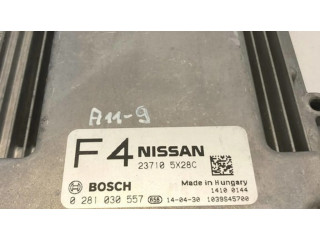 A11-9
F4 NISSAN
23710 5X28C
Made in Hungary
BOSCH 1410 0144
0 281 030 557 RSB 14-04-30 1039S45700